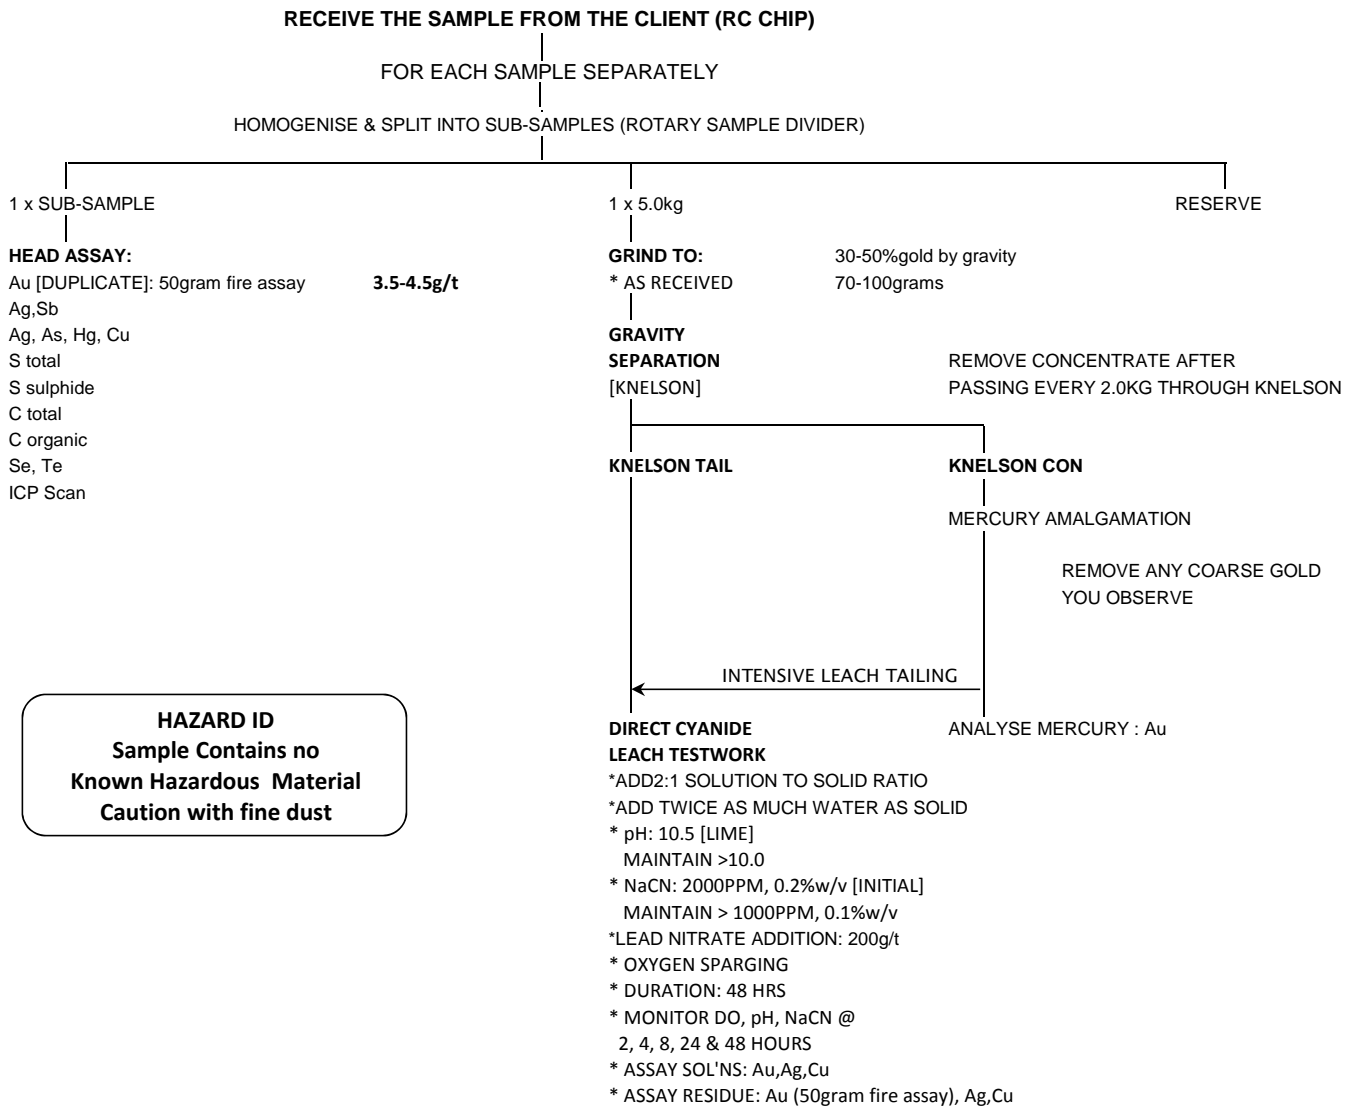 RECEIVE THE SAMPLE FROM THE CLIENT (RC CHIP)
FOR EACH SAMPLE SEPARATELY
HOMOGENISE & SPLIT INTO SUB-SAMPLES (ROTARY SAMPLE DIVIDER)
1 x SUB-SAMPLE
HEAD ASSAY:
Au [DUPLICATE]: 50gram fire assay 3.5-4.5g/t
Ag,Sb
Ag, As, Hg, Cu
S total
S sulphide
C total
C organic
Se, Te
ICP Scan
1 x 5.0kg
GRIND TO: 30-50%gold by gravity
* AS RECEIVED 70-100grams
GRAVITY
SEPARATION
[KNELSON]
REMOVE CONCENTRATE AFTER
PASSING EVERY 2.0KG THROUGH KNELSON
RESERVE
KNELSON TAIL
KNELSON CON
MERCURY AMALGAMATION
REMOVE ANY COARSE GOLD
YOU OBSERVE
INTENSIVE LEACH TAILING
HAZARD ID
Sample Contains no
Known Hazardous Material
Caution with fine dust
DIRECT CYANIDE
LEACH TESTWORK
*ADD2:1 SOLUTION TO SOLID RATIO
*ADD TWICE AS MUCH WATER AS SOLID
* pH: 10.5 [LIME]
MAINTAIN >10.0
* NaCN: 2000PPM, 0.2%w/v [INITIAL]
MAINTAIN > 1000PPM, 0.1%w/v
*LEAD NITRATE ADDITION: 200g/t
* OXYGEN SPARGING
* DURATION: 48 HRS
* MONITOR DO, pH, NaCN @
2, 4, 8, 24 & 48 HOURS
* ASSAY SOL'NS: Au,Ag,Cu
* ASSAY RESIDUE: Au (50gram fire assay), Ag,Cu
ANALYSE MERCURY : Au